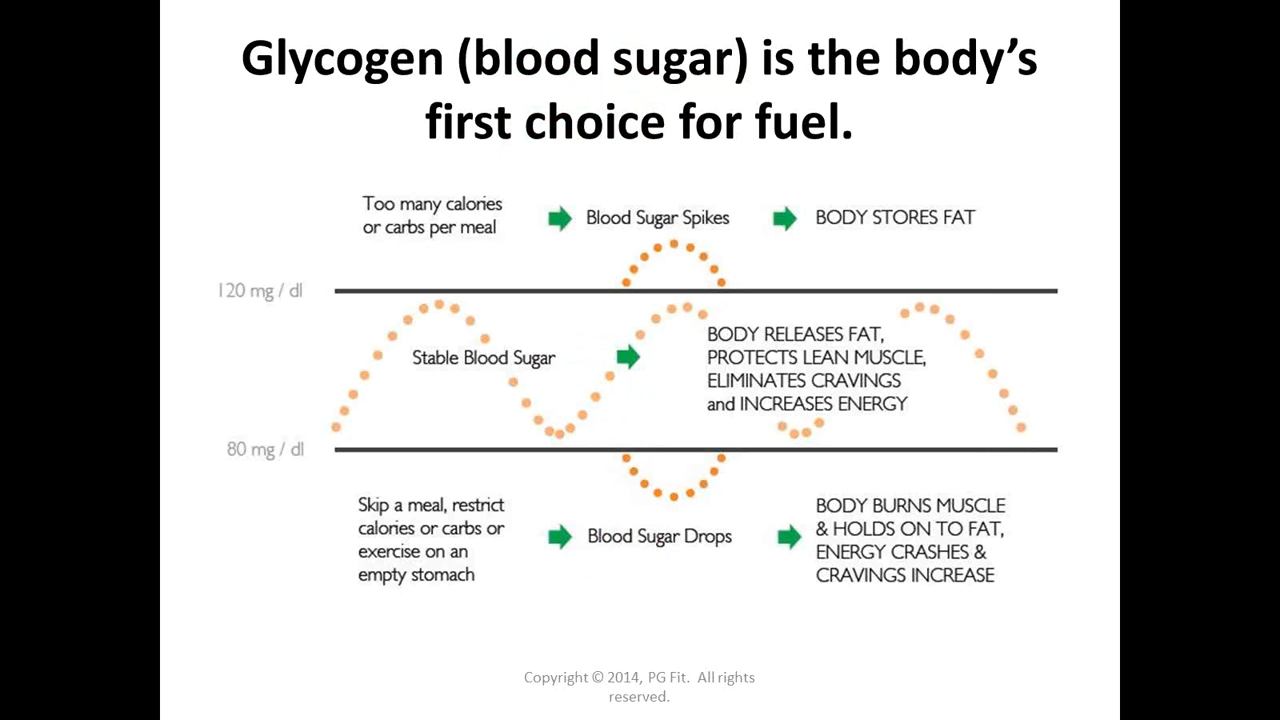 Glycogen (blood sugar) is the body’s
first choice for fuel.
Too many calories
or carbs per meal
Blood Sugar Spikes
BODY STORES FAT
120 mg / dl
Stable Blood Sugar
BODY RELEASES FAT,
PROTECTS LEAN MUSCLE,
ELIMINATES CRAVINGS
and INCREASES ENERGY
80 mg / dl
Skip a meal, restrict
calories or carbs or
exercise on an
empty stomach
Blood Sugar Drops
BODY BURNS MUSCLE
& HOLDS ON TO FAT,
ENERGY CRASHES &
CRAVINGS INCREASE
Copyright © 2014, PG Fit. All rights
reserved.